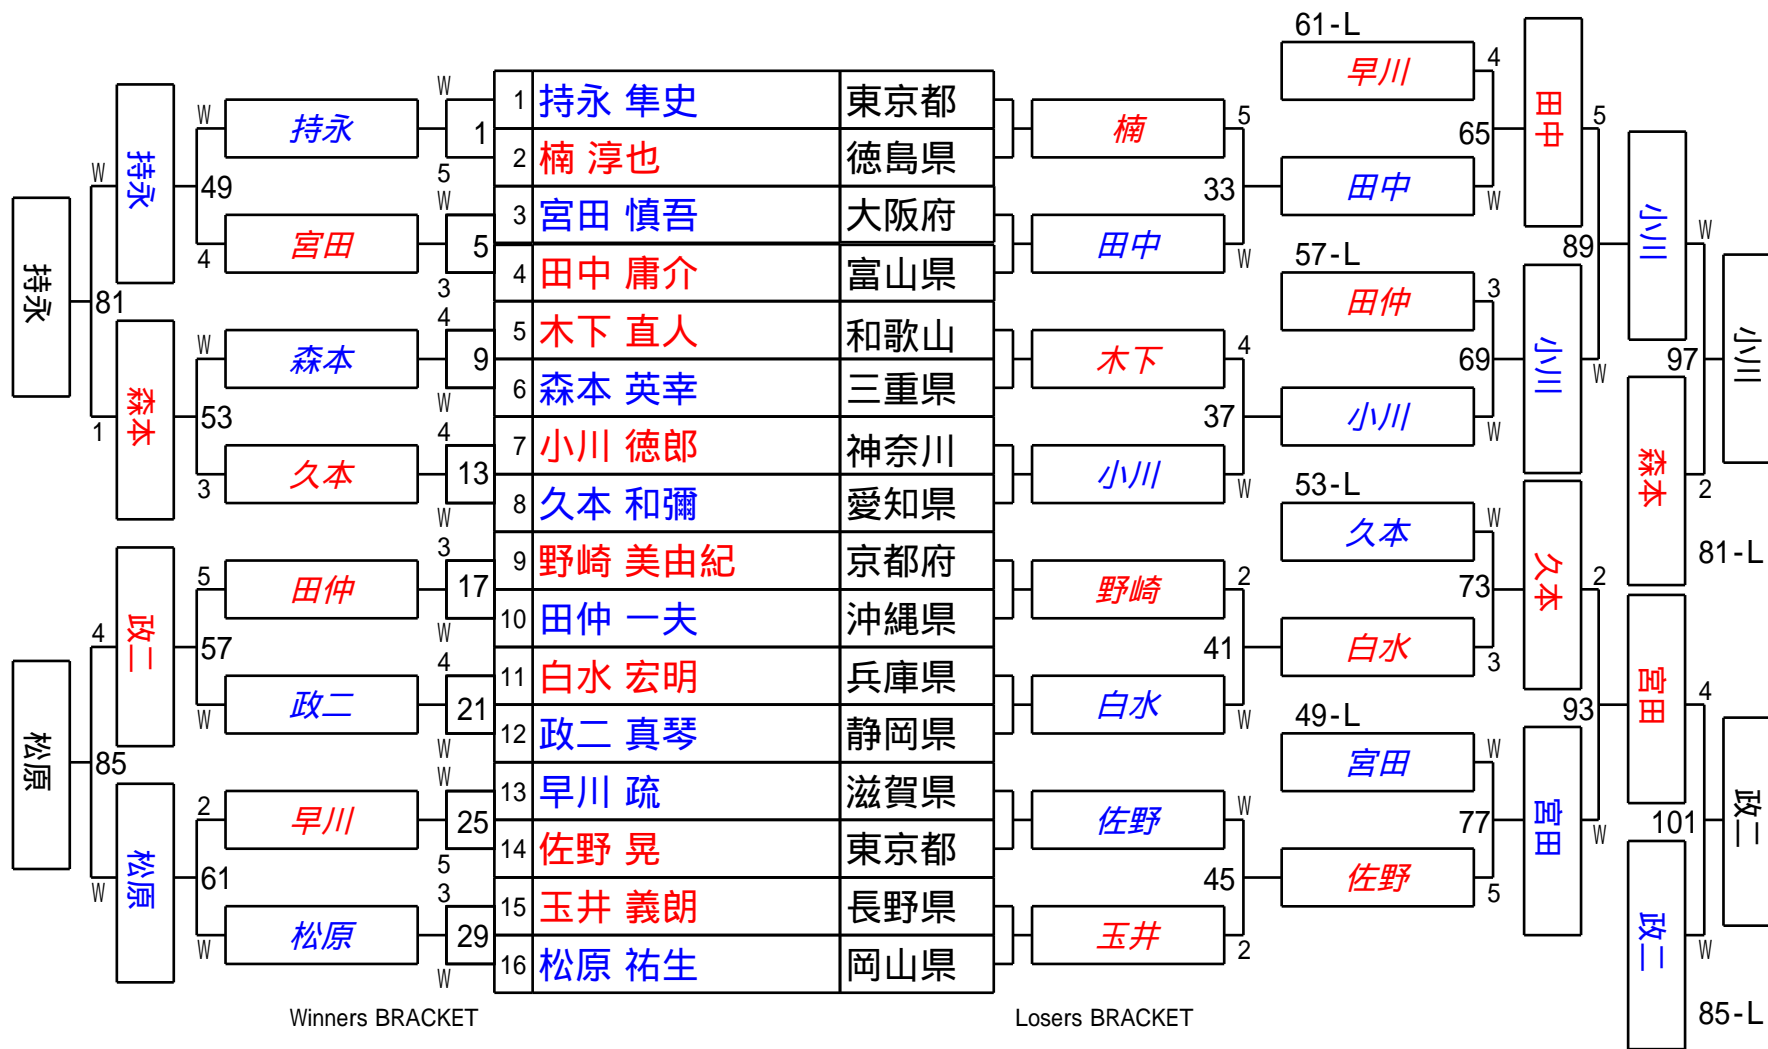 61-L
W 早川 4
持永 W 持永 W 1 持永 隼史 東京都 楠 5 65 田中 5
1 2 楠 淳也 徳島県 33 田中 W 小川 W
W 49 5
4 宮田 W 3 宮田 慎吾 大阪府 田中 W 89
5 4 田中 庸介 富山県 57-L
持永 81 3 田仲 3 小川 W 小川
森本 W 森本 4 5 木下 直人 和歌山 木下 4 69 97
9 6 森本 英幸 三重県 37 小川 W 森本 2
1 53 W
3 久本 4 7 小川 徳郎 神奈川 小川 W 53-L
13 8 久本 和彌 愛知県 久本 W 久本 2 81-L
W
政二 5 田仲 3 9 野崎 美由紀 京都府 野崎 2 73
17 10 田仲 一夫 沖縄県 41 白水 3 宮田 4
4 57 W
W 政二 4 11 白水 宏明 兵庫県 白水 W 49-L 93
21 12 政二 真琴 静岡県 宮田 W 宮田 W 政二
松原 85 W
松原 2 早川 W 13 早川 疏 滋賀県 佐野 W 77 101
25 14 佐野 晃 東京都 45 佐野 5 政二 W
W 61 5
W 松原 3 15 玉井 義朗 長野県 玉井 2
29 16 松原 祐生 岡山県
W 85-L
Winners BRACKET Losers BRACKET